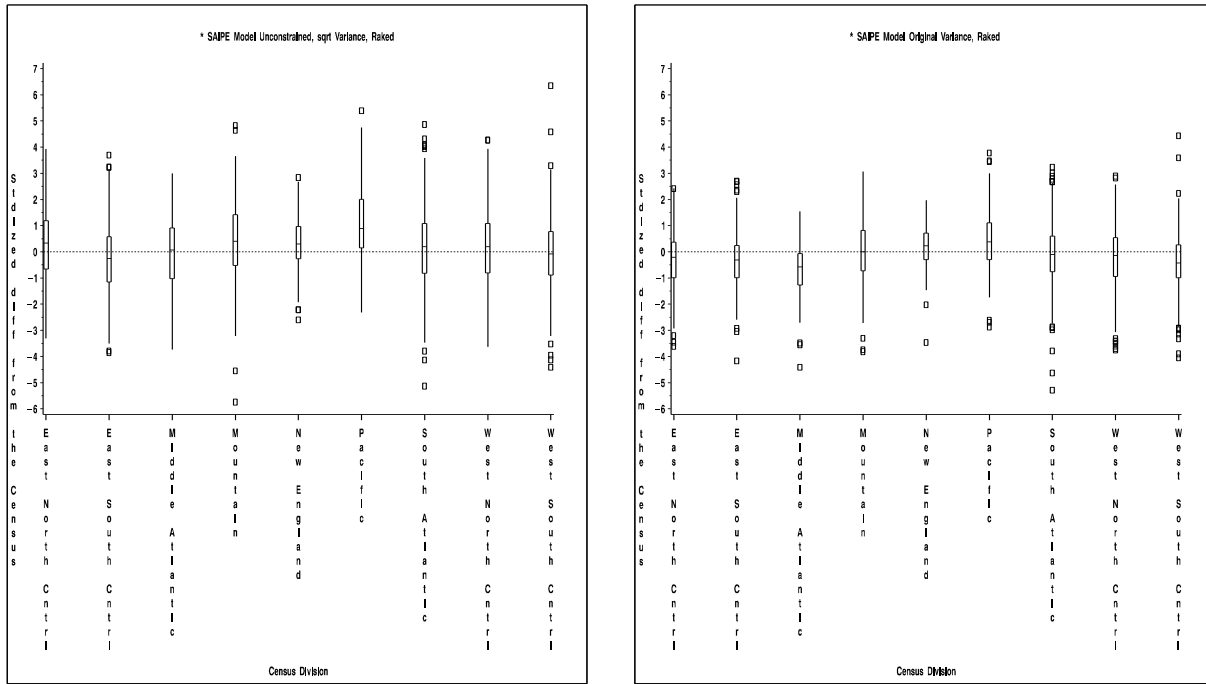 * SAIPE Model Unconstrained, sqrt Variance, Raked
7
6
5
4
3
2
1
0
-1
-2
-3
-4
-5
-6
Stdized diff from the Census
East North Cntrl
East South Cntrl
Middle Atlantic
Mountain
New England
Pacific
South Atlantic
West North Cntrl
West South Cntrl
Census Division
* SAIPE Model Original Variance, Raked
7
6
5
4
3
2
1
0
-1
-2
-3
-4
-5
-6
Stdized diff from the Census
East North Cntrl
East South Cntrl
Middle Atlantic
Mountain
New England
Pacific
South Atlantic
West North Cntrl
West South Cntrl
Census Division